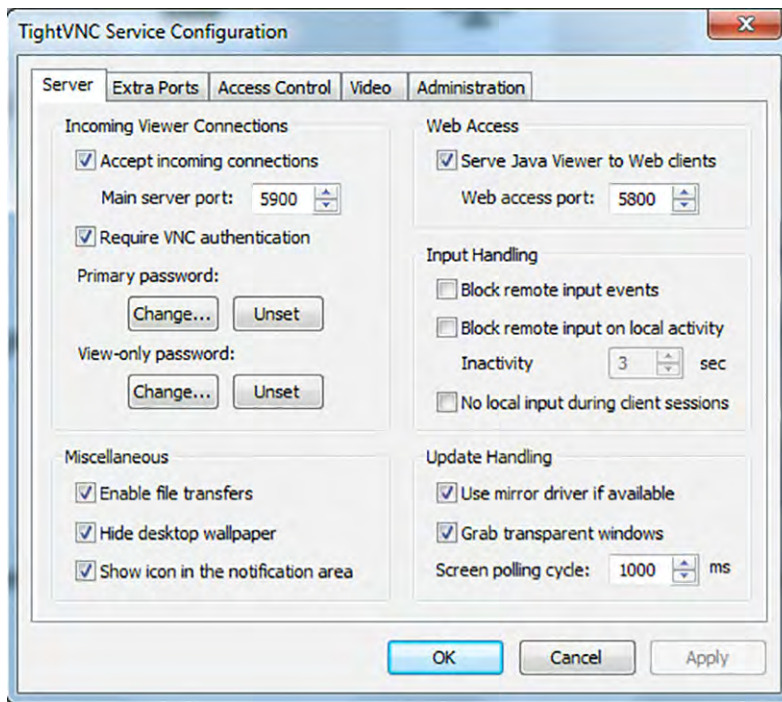 TightVNC Service Configuration
Server Extra Ports Access Control Video Administration
Incoming Viewer Connections
Accept incoming connections
Main server port: 5900
Require VNC authentication
Primary password:
Change... Unset
View-only password:
Change... Unset
Miscellaneous
Enable file transfers
Hide desktop wallpaper
Show icon in the notification area
Web Access
Serve Java Viewer to Web clients
Web access port: 5800
Input Handling
Block remote input events
Block remote input on local activity
Inactivity 3 sec
No local input during client sessions
Update Handling
Use mirror driver if available
Grab transparent windows
Screen polling cycle: 1000 ms
OK Cancel Apply